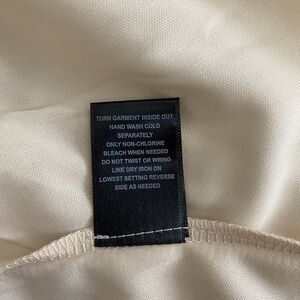 TURN GARMENT INSIDE OUT
HAND WASH COLD
SEPARATELY
ONLY NON-CHLORINE
BLEACH WHEN NEEDED
DO NOT TWIST OR WRING
LINE DRY IRON ON
LOWEST SETTING REVERSE
SIDE AS NEEDED